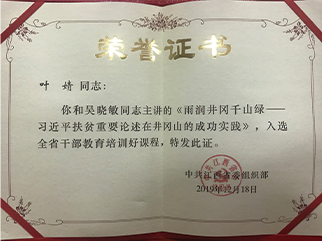 荣誉证书
叶婧同志：
你和吴晓敏同志主讲的《雨润井冈千山绿——
习近平扶贫重要论述在井冈山的成功实践》，入选
全省干部教育培训好课程，特发此证。
中共江西省委组织部
2019年12月18日